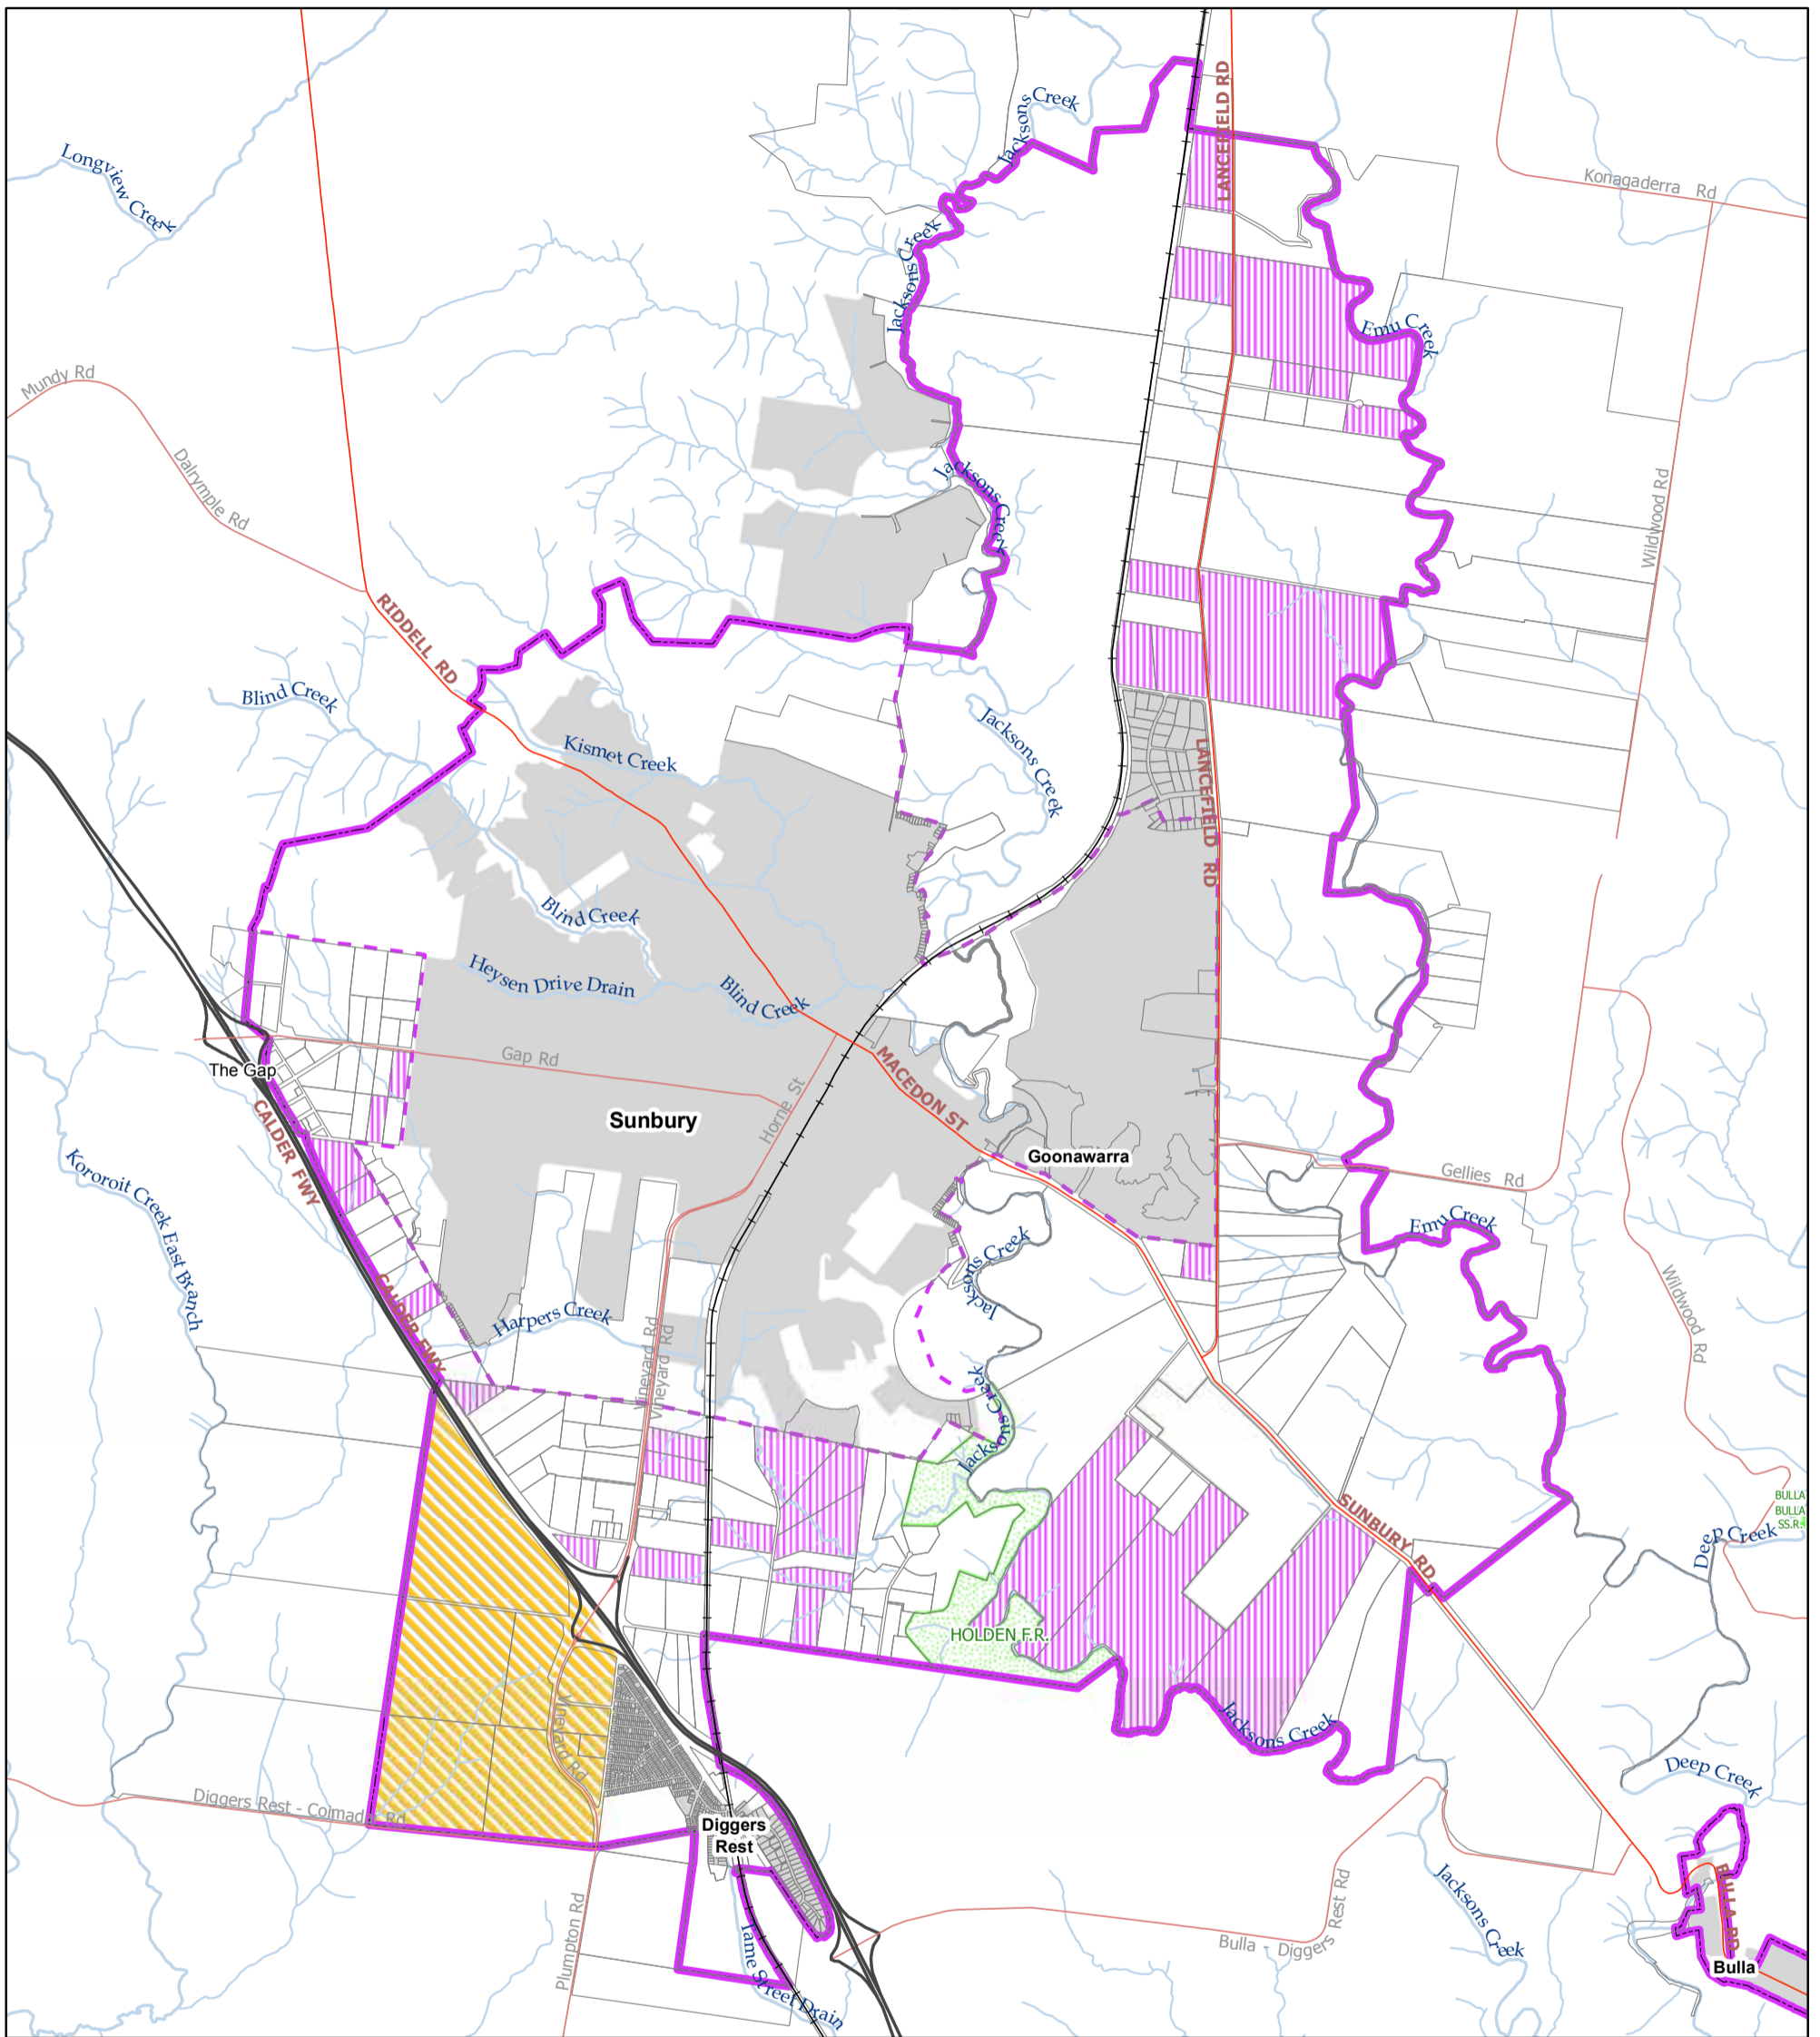 LANCEFIELD RD
Jacksons Creek
Longview Creek
Konagaderra Rd
Jacksons Creek
Emu Creek
Mundy Rd
Dalrymple Rd
Jacksons Creek
Wildwood Rd
RIDDELL RD
Blind Creek
Jacksons Creek
Kismet Creek
LANCEFIELD RD
Blind Creek
Heysen Drive Drain
Blind Creek
Gap Rd
The Gap
MACEDON ST
Horne St
Sunbury
CALDER FWY
Goonawarra
Kororoit Creek East Branch
Gellies Rd
Emu Creek
Jacksons Creek
CALDER FWY
Harpers Creek
Wildwood Rd
Vineyard Rd
Vineyard Rd
Jacksons Creek
Jacksons Creek
SUNBURY RD
BULLA
BULLA
SS.R.
Deep Creek
HOLDEN F.R.
Vineyard Rd
Jacksons Creek
Deep Creek
Diggers Rest - Coimadai Rd
Diggers
Rest
Plumpton Rd
Tame Street Drain
Bulla - Diggers Rest Rd
Jacksons Creek
BULLA RD
Bulla